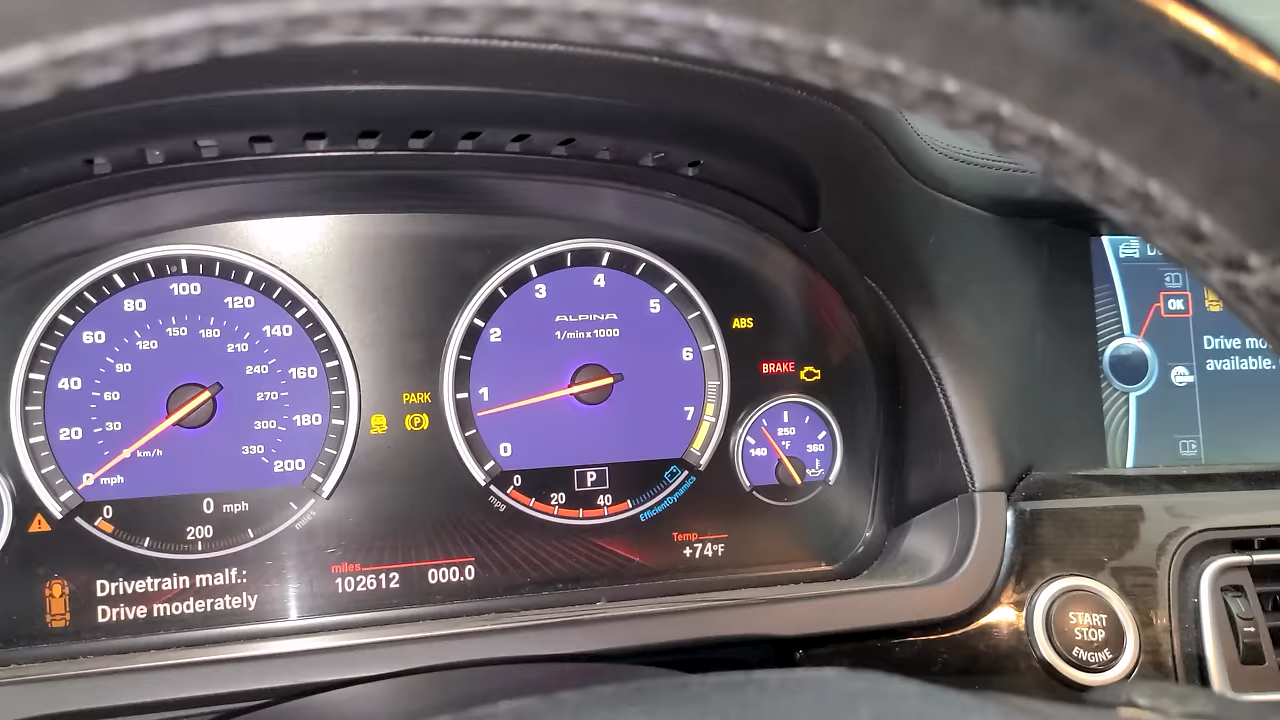 100
80
120
60
140
40
160
20
180
0
200
mph
150
120
180
90
210
60
240
30
270
km/h
300
330
0
200
miles
0 mph
Drivetrain malf.:
Drive moderately
miles
102612 000.0
PARK
P
4
3
5
2
6
1
7
0
ALPINA
1/min x 1000
P
0
20
40
mpg
EfficientDynamics
ABS
BRAKE
250
°F
140
360
Temp
+74°F
OK
Drive mo
available.
START
STOP
ENGINE